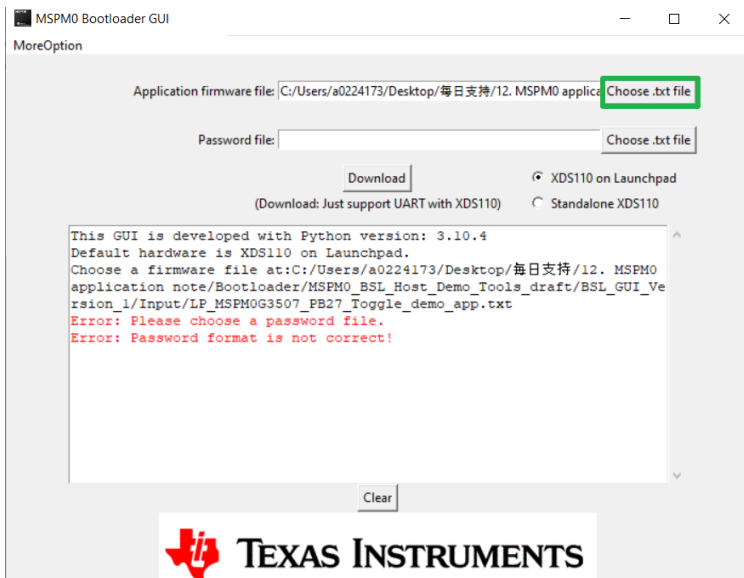 MSPM0 Bootloader GUI
MoreOption
Application firmware file: C:/Users/a0224173/Desktop/每日支持/12. MSPM0 applica Choose .txt file
Password file: Choose .txt file
Download XDS110 on Launchpad
(Download: Just support UART with XDS110) Standalone XDS110
This GUI is developed with Python version: 3.10.4
Default hardware is XDS110 on Launchpad.
Choose a firmware file at:C:/Users/a0224173/Desktop/每日支持/12. MSPM0
application note/Bootloader/MSPM0_BSL_Host_Demo_Tools_draft/BSL_GUI_Ve
rsion_1/Input/LP_MSPM0G3507_PB27_Toggle_demo_app.txt
Error: Please choose a password file.
Error: Password format is not correct!
Clear
TEXAS INSTRUMENTS